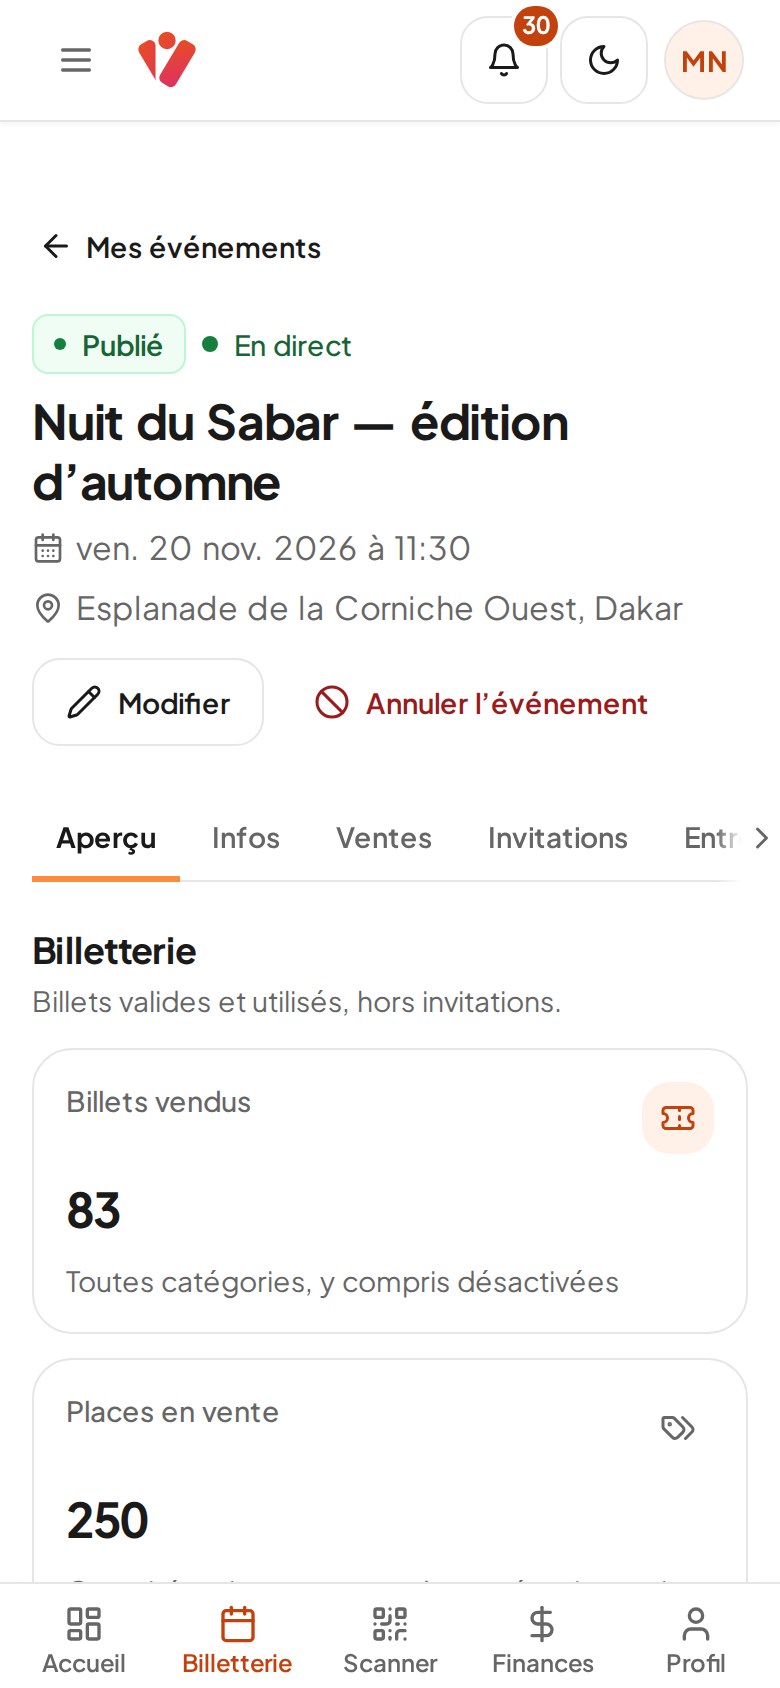 30
MN
Mes événements
Publié
En direct
Nuit du Sabar — édition
d’automne
ven. 20 nov. 2026 à 11:30
Esplanade de la Corniche Ouest, Dakar
Modifier
Annuler l’événement
Aperçu
Infos
Ventes
Invitations
Billetterie
Billets valides et utilisés, hors invitations.
Billets vendus
83
Toutes catégories, y compris désactivées
Places en vente
250
Accueil
Billetterie
Scanner
Finances
Profil